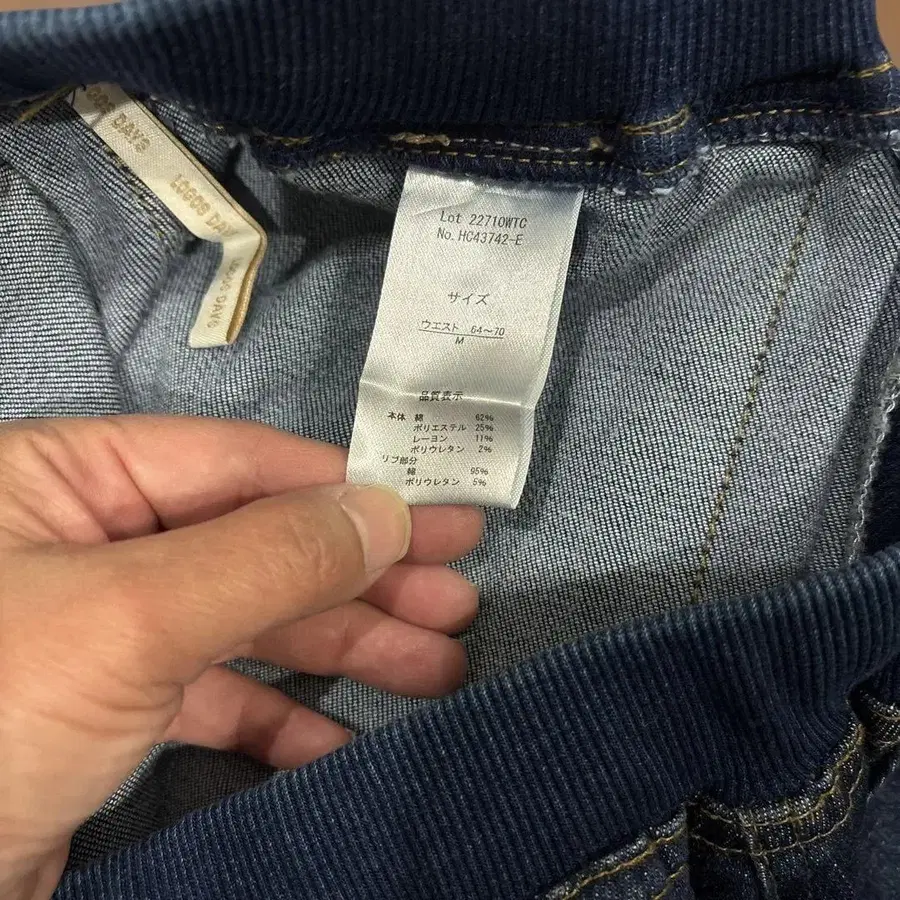 OGOS DAYS
LOGOS DAY
LOGOS DAYS
Lot 22710WTC
No. HC43742-E
サイズ
ウエスト 64～70
M
品質表示
本体 綿 62%
ポリエステル 25%
レーヨン 11%
ポリウレタン 2%
リブ部分
綿 95%
ポリウレタン 5%